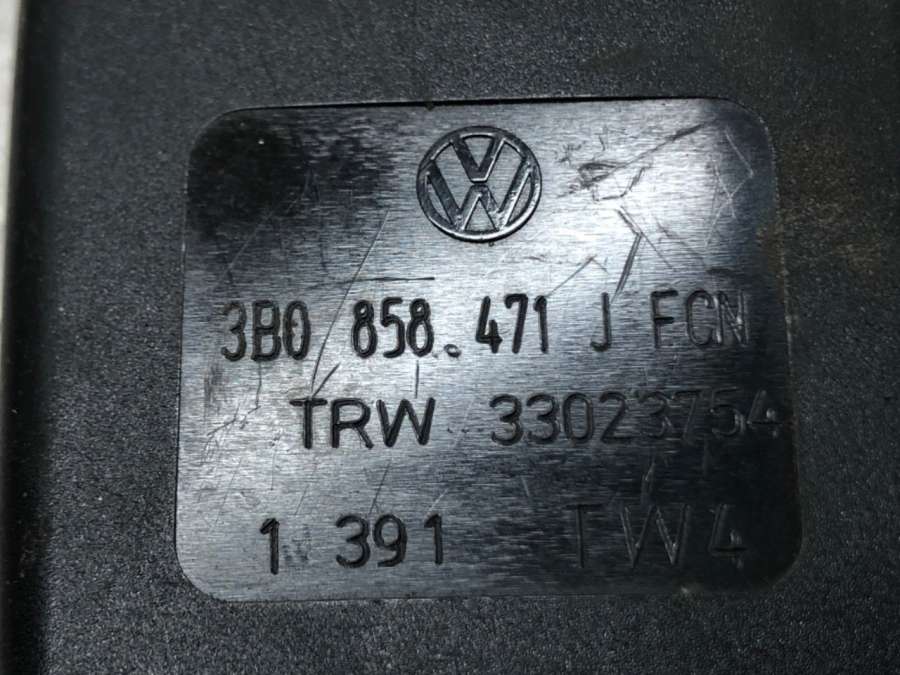 3B0 858.471 J FCN
TRW 33023754
1 391 TW4